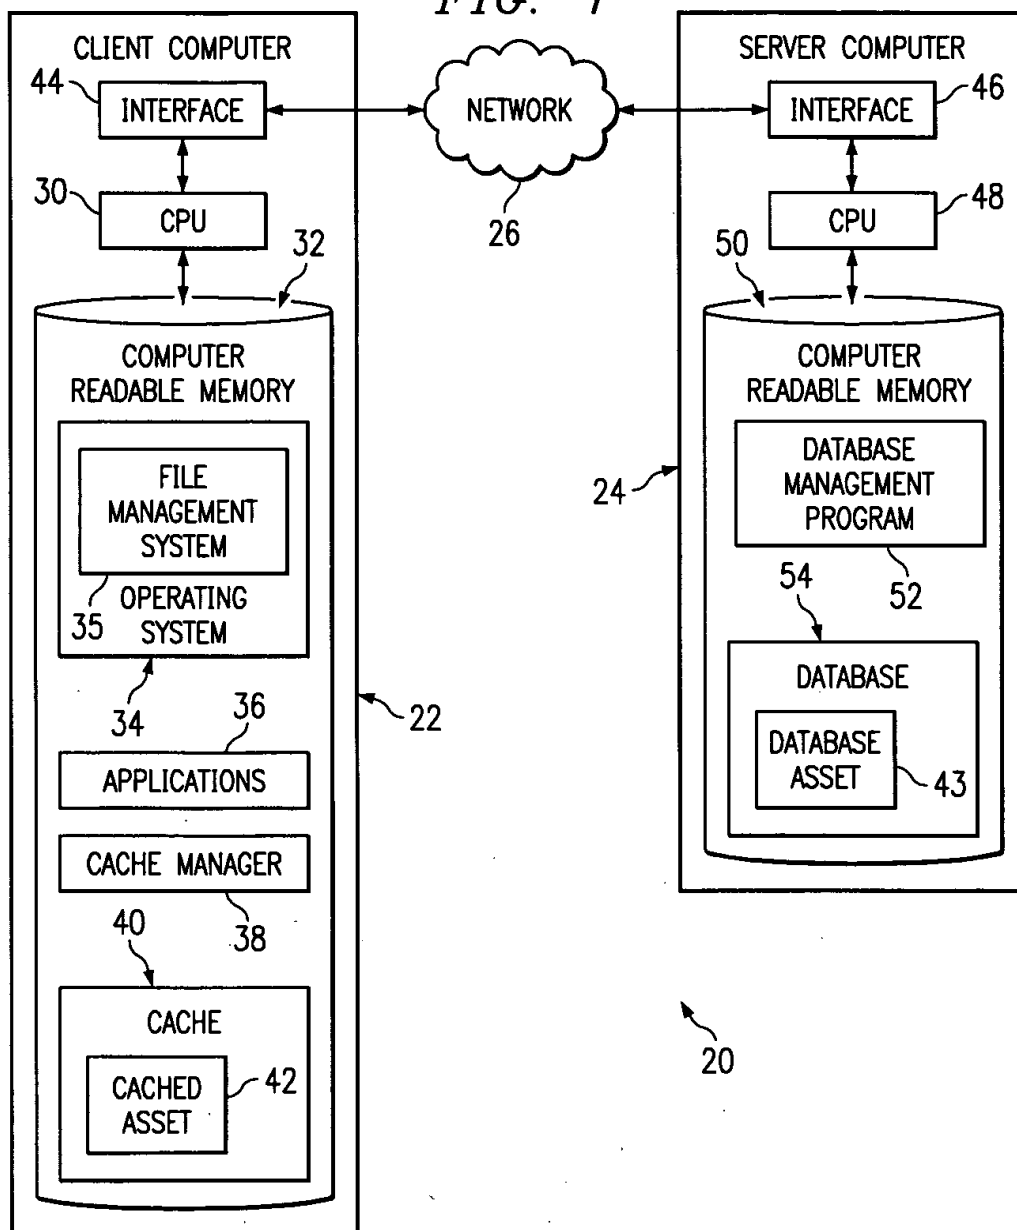 FIG. 1
CLIENT COMPUTER
44
INTERFACE
30
CPU
32
COMPUTER
READABLE MEMORY
FILE
MANAGEMENT
SYSTEM
35
OPERATING
SYSTEM
34
22
36
APPLICATIONS
CACHE MANAGER
38
40
CACHE
CACHED
ASSET
42
NETWORK
26
SERVER COMPUTER
INTERFACE
46
CPU
48
50
COMPUTER
READABLE MEMORY
24
DATABASE
MANAGEMENT
PROGRAM
52
54
DATABASE
DATABASE
ASSET
43
20